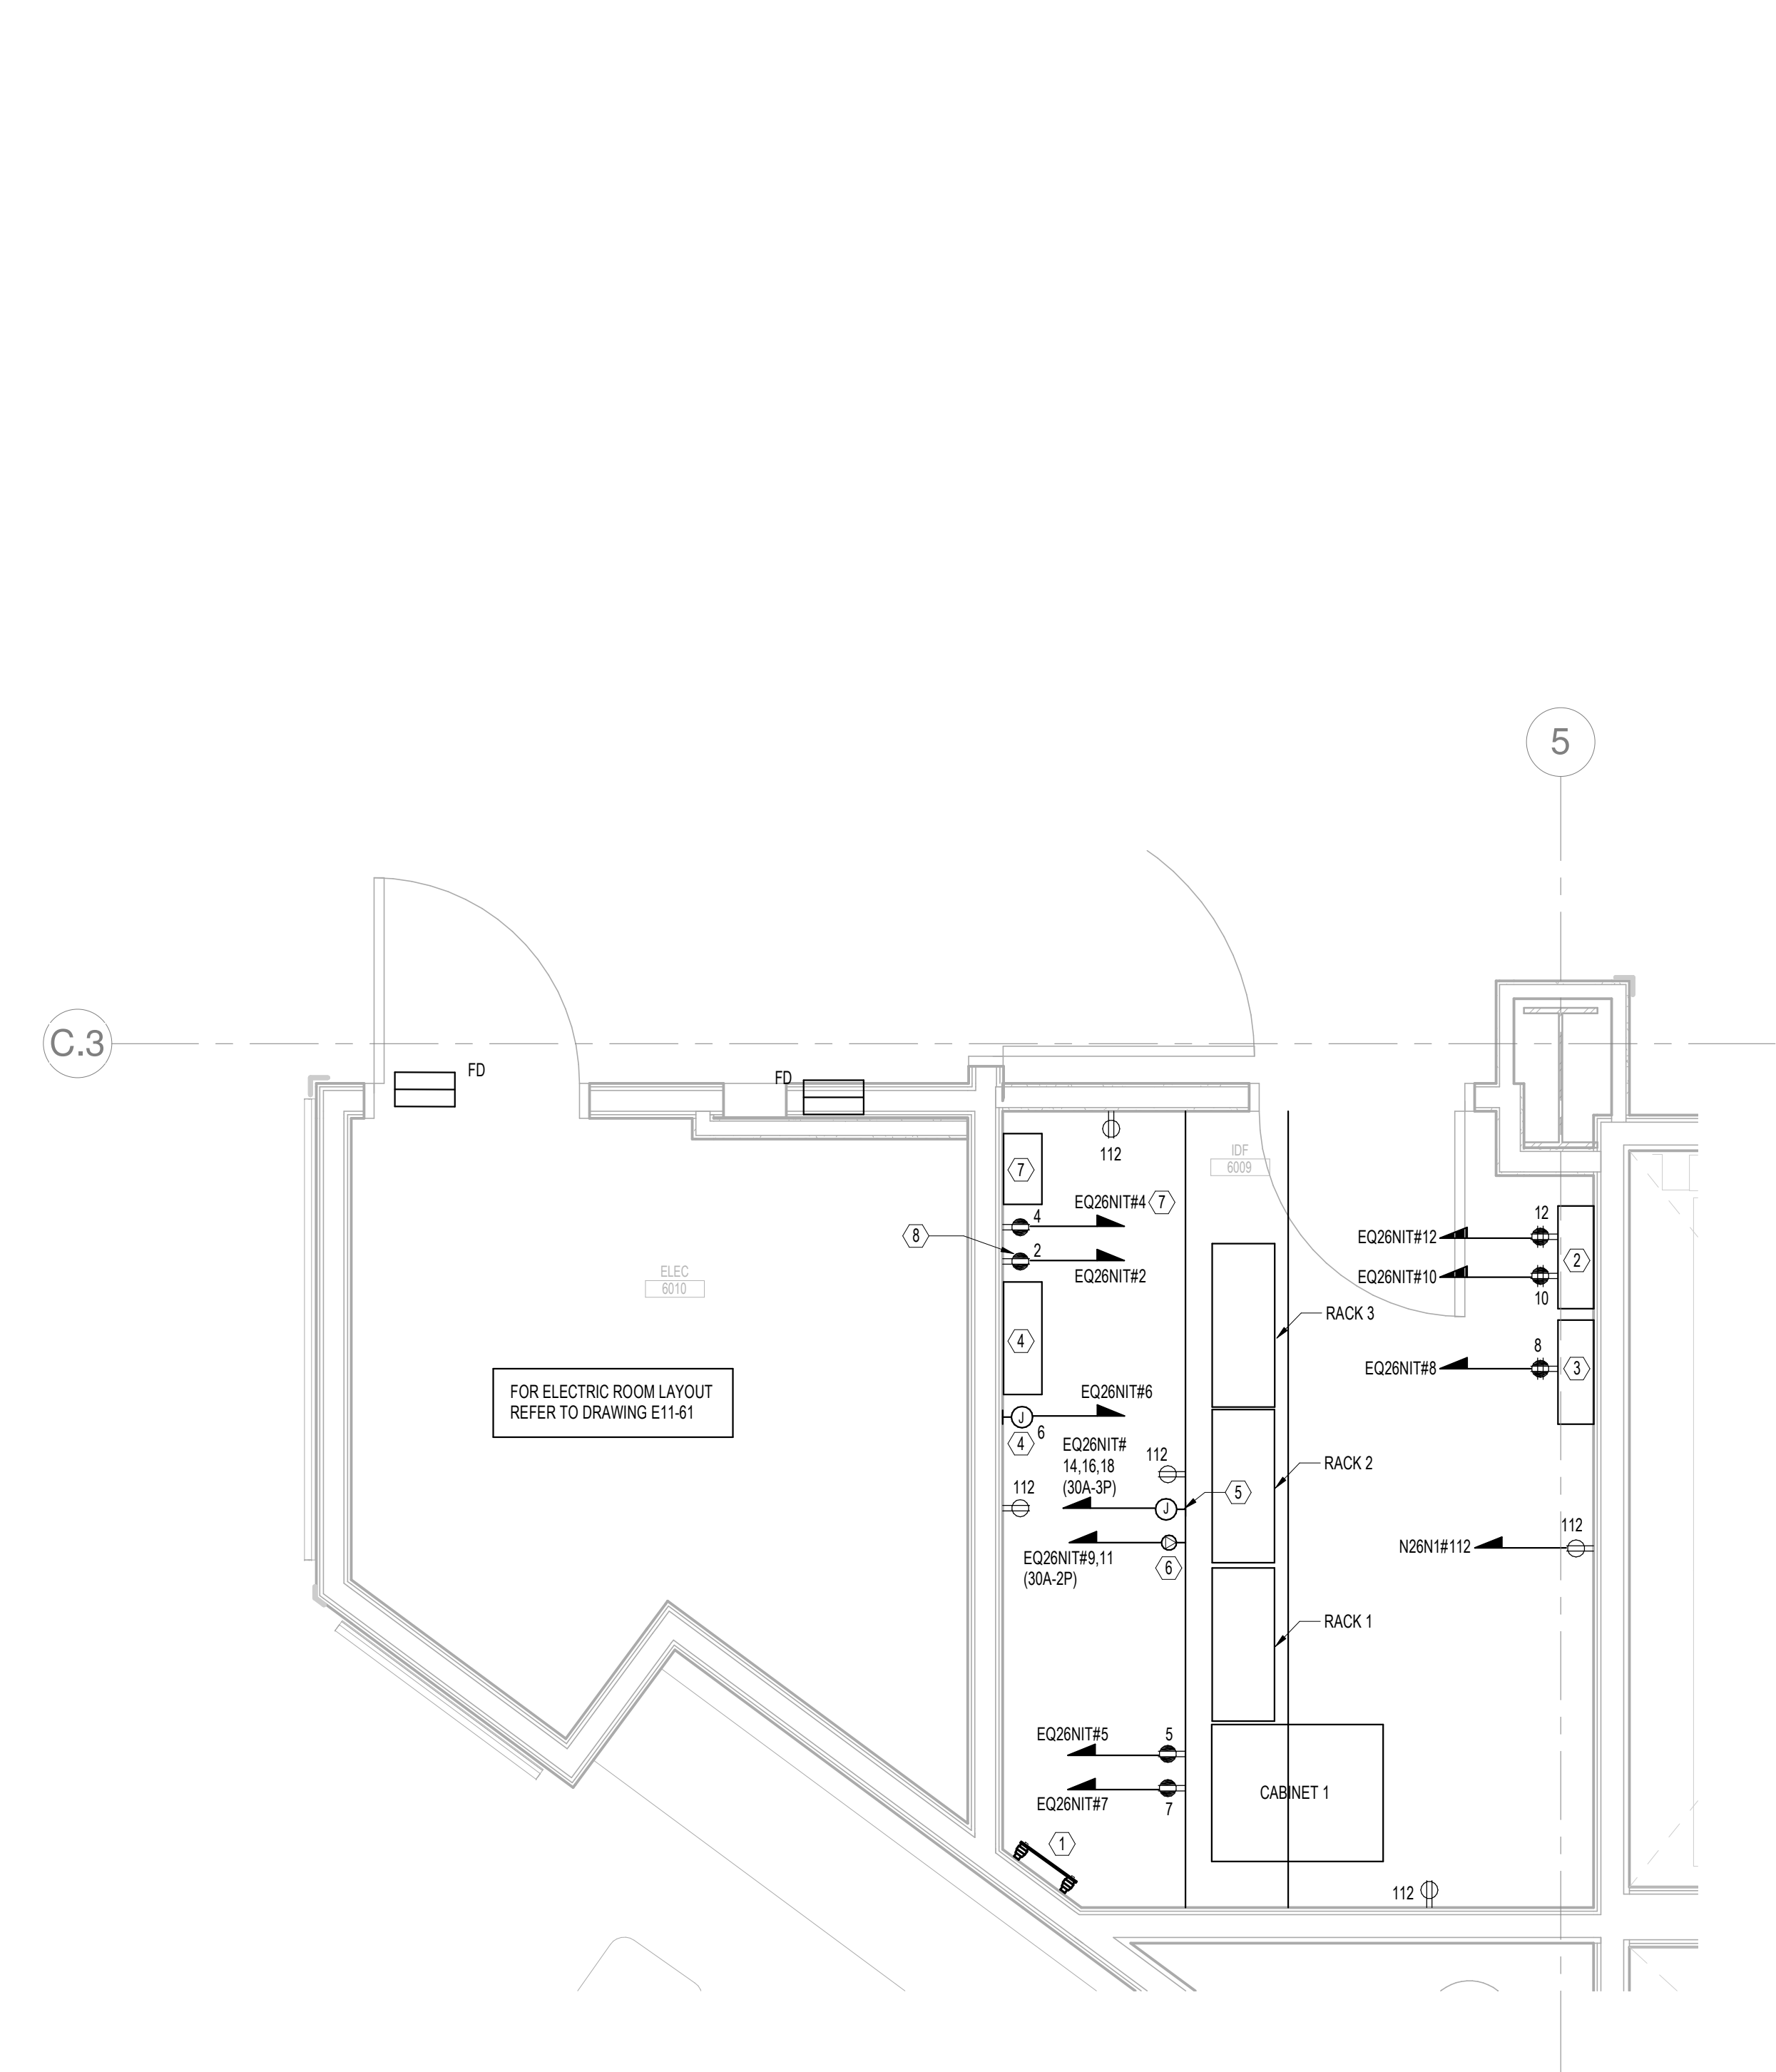 5
C.3
FD
FD
112
IDF
6009
7
EQ26NIT#4
7
4
8
2
EQ26NIT#2
12
EQ26NIT#12
2
EQ26NIT#10
10
ELEC
6010
4
RACK 3
8
EQ26NIT#8
3
FOR ELECTRIC ROOM LAYOUT
REFER TO DRAWING E11-61
EQ26NIT#6
J
6
4
EQ26NIT#
14,16,18
(30A-3P)
112
RACK 2
5
112
J
112
N26N1#112
EQ26NIT#9,11
(30A-2P)
6
RACK 1
EQ26NIT#5
5
EQ26NIT#7
7
CABINET 1
1
112